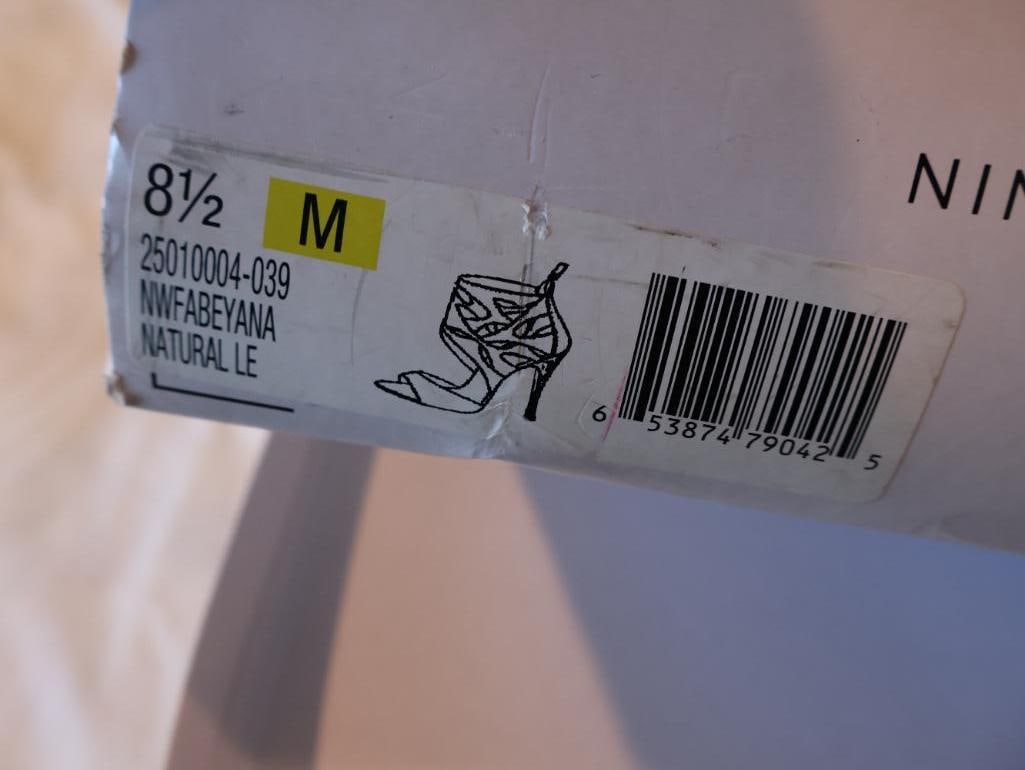 8½ M
25010004-039
NWFABEYANA
NATURAL LE
6 53874 79042 5
NIN